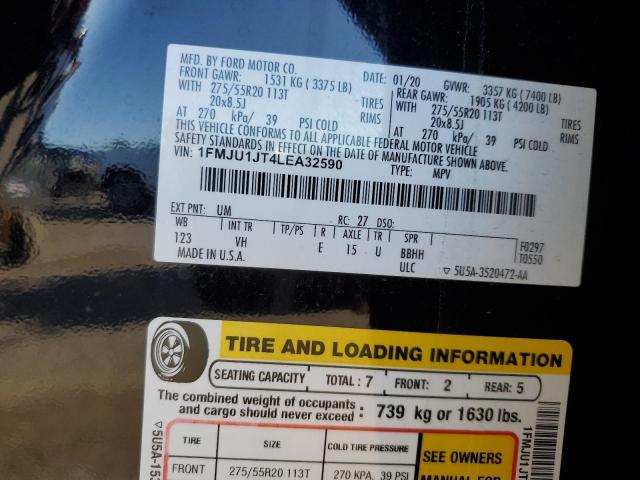 MFD. BY FORD MOTOR CO.
DATE: 01/20 GVWR: 3357 KG ( 7400 LB)
FRONT GAWR: 1531 KG ( 3375 LB) REAR GAWR: 1905 KG ( 4200 LB)
WITH 275/55R20 113T TIRES WITH 275/55R20 113T TIRES
20x8.5J RIMS 20x8.5J RIMS
AT 270 kPa/ 39 PSI COLD AT 270 kPa/ 39 PSI COLD
THIS VEHICLE CONFORMS TO ALL APPLICABLE FEDERAL MOTOR VEHICLE
SAFETY STANDARDS IN EFFECT ON THE DATE OF MANUFACTURE SHOWN ABOVE.
VIN: 1FMJU1JT4LEA32590
TYPE: MPV
EXT PNT: UM RC: 27 DSO:
WB INT TR TP/PS R AXLE TR SPR
123 VH E 15 U BBHH
F0297
T0550
MADE IN U.S.A. ULC ▽ 5U5A-3520472-AA
TIRE AND LOADING INFORMATION
SEATING CAPACITY TOTAL : 7 FRONT: 2 REAR: 5
The combined weight of occupants
and cargo should never exceed : 739 kg or 1630 lbs.
TIRE SIZE COLD TIRE PRESSURE
FRONT 275/55R20 113T 270 KPA, 39 PSI
SEE OWNERS
MANUAL FOR
▽5U5A-153
1FMJU1JT